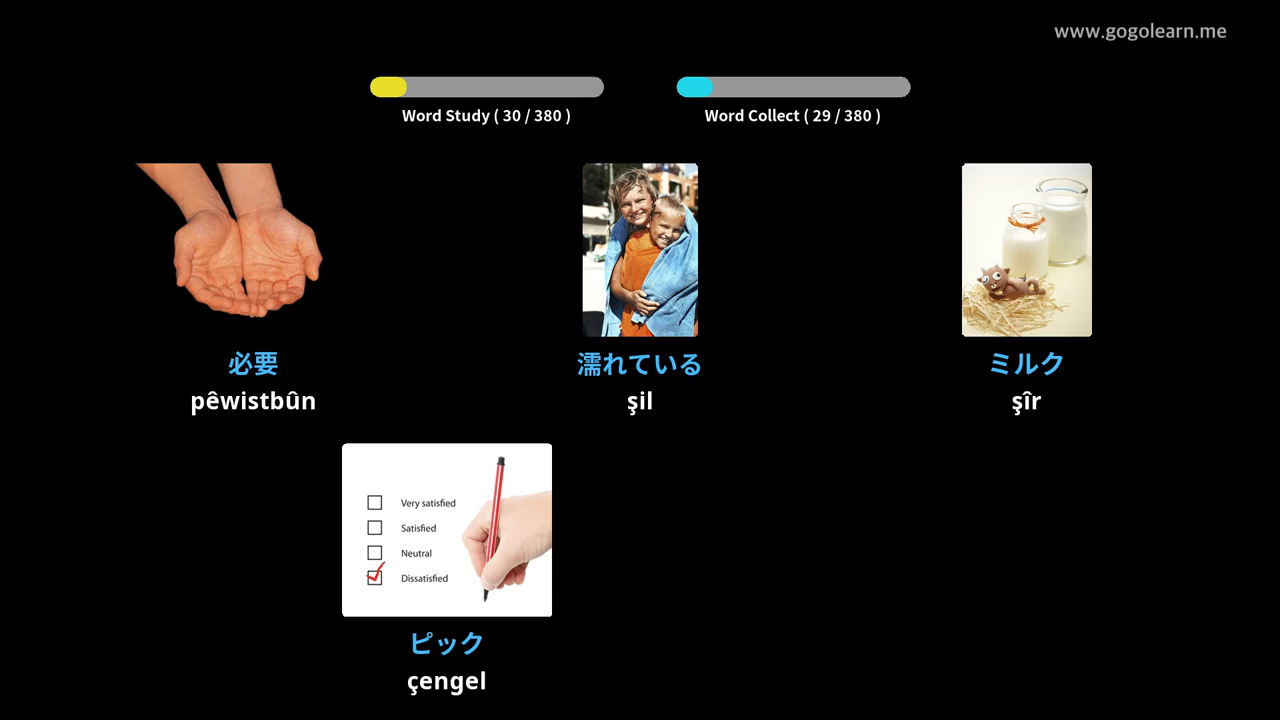 www.gogolearn.me
Word Study ( 30 / 380 )
Word Collect ( 29 / 380 )
必要
pêwistbûn
濡れている
şil
ミルク
şîr
Very satisfied
Satisfied
Neutral
Dissatisfied
ピック
çengel